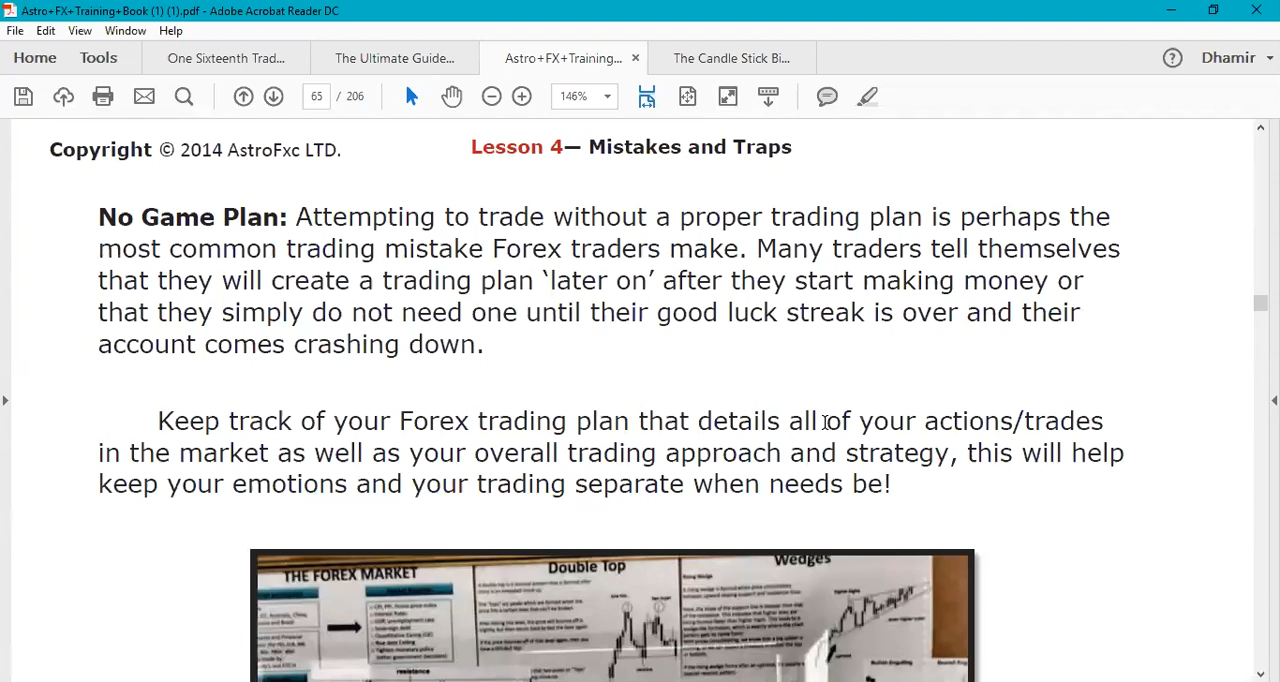 Astro+FX+Training+Book (1) (1).pdf - Adobe Acrobat Reader DC
File Edit View Window Help
Home Tools One Sixteenth Trad... The Ultimate Guide... Astro+FX+Training... × The Candle Stick Bi... Dhamir
65 / 206 146%
Copyright © 2014 AstroFxc LTD.
Lesson 4— Mistakes and Traps
No Game Plan: Attempting to trade without a proper trading plan is perhaps the
most common trading mistake Forex traders make. Many traders tell themselves
that they will create a trading plan ‘later on’ after they start making money or
that they simply do not need one until their good luck streak is over and their
account comes crashing down.
Keep track of your Forex trading plan that details all of your actions/trades
in the market as well as your overall trading approach and strategy, this will help
keep your emotions and your trading separate when needs be!
THE FOREX MARKET
Double Top
Wedges
resistance